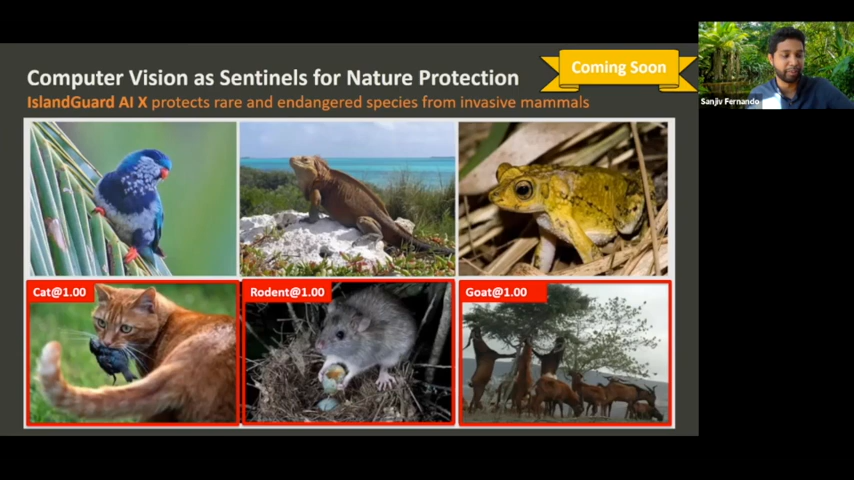 Coming Soon
Computer Vision as Sentinels for Nature Protection
IslandGuard AI X protects rare and endangered species from invasive mammals
Sanjiv Fernando
Cat@1.00
Rodent@1.00
Goat@1.00